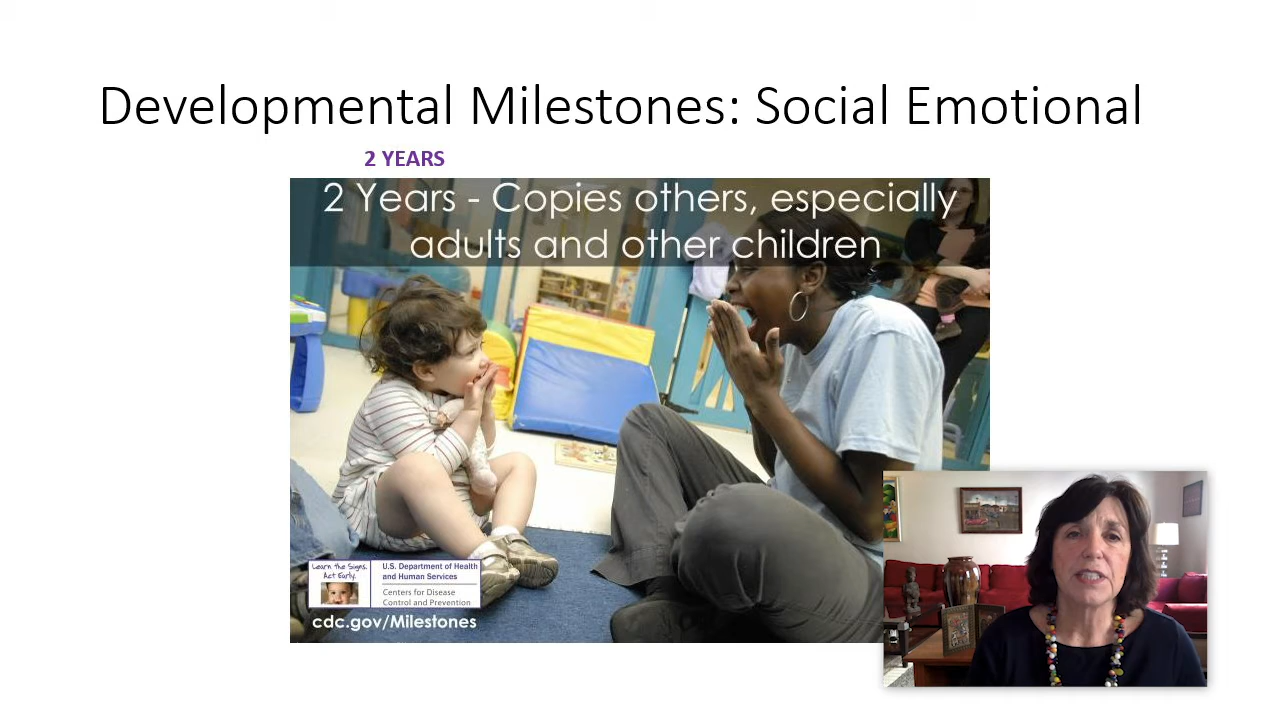 Developmental Milestones: Social Emotional
2 YEARS
2 Years - Copies others, especially
adults and other children
Learn the Signs.
Act Early.
U.S. Department of Health
and Human Services
Centers for Disease
Control and Prevention
cdc.gov/Milestones